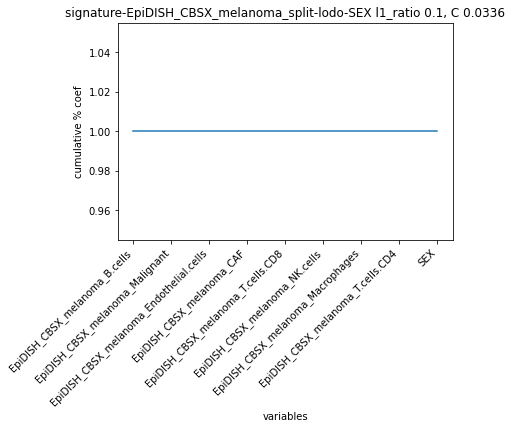 signature-EpiDISH_CBSX_melanoma_split-lodo-SEX l1_ratio 0.1, C 0.0336
cumulative % coef
1.04
1.02
1.00
0.98
0.96
EpiDISH_CBSX_melanoma_B.cells
EpiDISH_CBSX_melanoma_Malignant
EpiDISH_CBSX_melanoma_Endothelial.cells
EpiDISH_CBSX_melanoma_CAF
EpiDISH_CBSX_melanoma_T.cells.CD8
EpiDISH_CBSX_melanoma_NK.cells
EpiDISH_CBSX_melanoma_Macrophages
EpiDISH_CBSX_melanoma_T.cells.CD4
SEX
variables